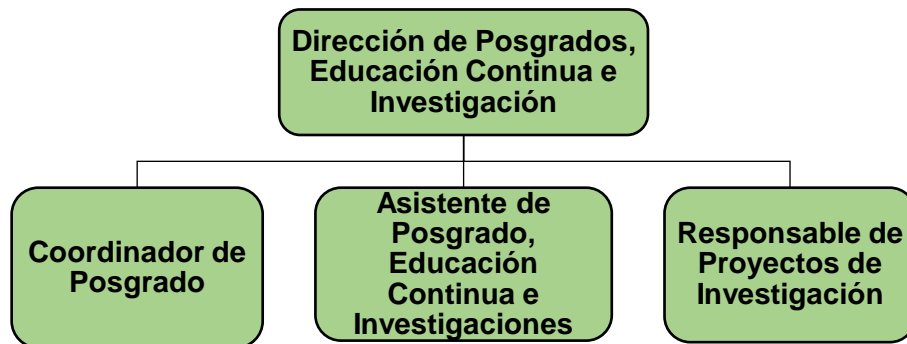 Dirección de Posgrados,
Educación Continua e
Investigación
Coordinador de
Posgrado
Asistente de
Posgrado,
Educación
Continua e
Investigaciones
Responsable de
Proyectos de
Investigación